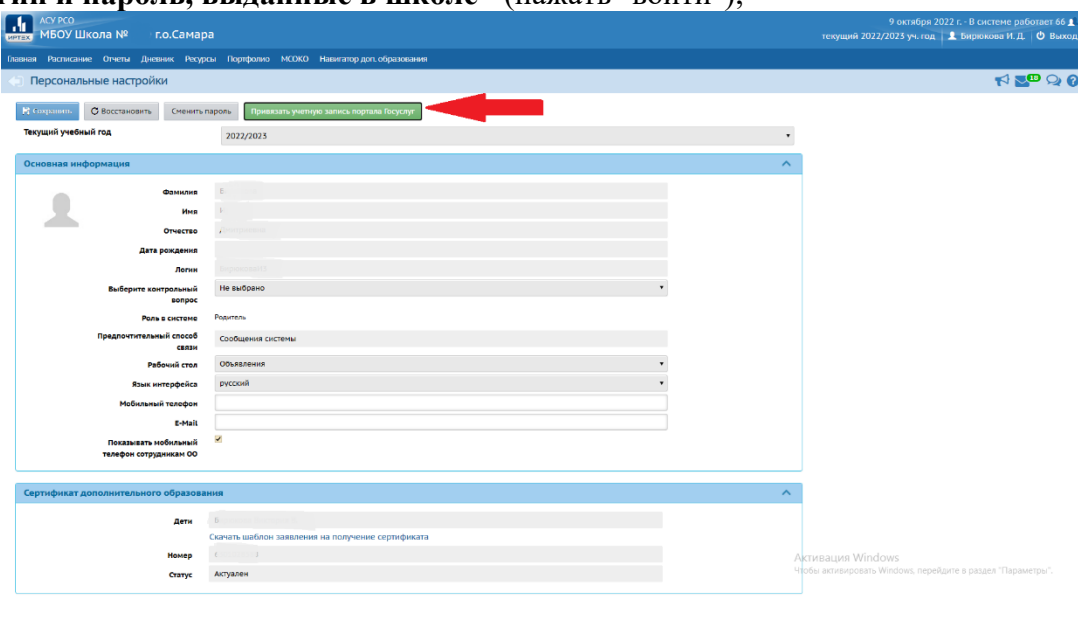 и пароль, выданные в школе" (нажать "войти");
АСУ РСО
МБОУ Школа № г.о.Самара
ИРТЕХ
9 октября 2022 г. - В системе работает 66
текущий 2022/2023 уч. год Бирюкова И. Д. Выход
Главная Расписание Отчеты Дневник Ресурсы Портфолио МСОКО Навигатор доп. образования
Персональные настройки
18
Сохранить Восстановить Сменить пароль Привязать учетную запись портала Госуслуг
Текущий учебный год 2022/2023
Основная информация
Фамилия
Имя
Отчество
Дата рождения
Логин
Выберите контрольный вопрос Не выбрано
Роль в системе Родитель
Предпочтительный способ связи Сообщения системы
Рабочий стол Объявления
Язык интерфейса русский
Мобильный телефон
E-Mail
Показывать мобильный
телефон сотрудникам ОО
Сертификат дополнительного образования
Дети
Скачать шаблон заявления на получение сертификата
Номер
Статус Актуален
Активация Windows
Чтобы активировать Windows, перейдите в раздел "Параметры".